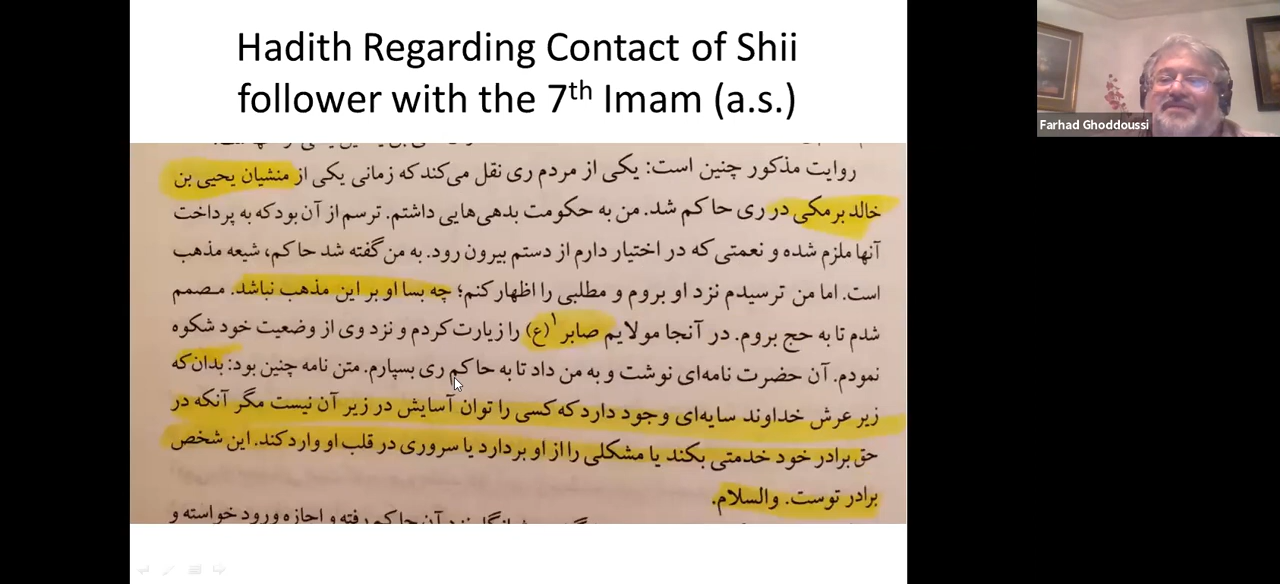 Hadith Regarding Contact of Shii
follower with the 7th Imam (a.s.)
روایت مذکور چنین است: یکی از مردم ری نقل می‌کند که زمانی یکی از منشیان یحیی بن
خالد برمکی در ری حاکم شد. من به حکومت بدهی‌هایی داشتم. ترسم از آن بود که به پرداخت
آنها ملزم شده و نعمتی که در اختیار دارم از دستم بیرون رود. به من گفته شد حاکم، شیعه مذهب
است. اما من ترسیدم نزد او بروم و مطلبی را اظهار کنم؛ چه بسا او بر این مذهب نباشد. مصمم
شدم تا به حج بروم. در آنجا مولایم صابر۱(ع) را زیارت کردم و نزد وی از وضعیت خود شکوه
نمودم. آن حضرت نامه‌ای نوشت و به من داد تا به حاکم ری بسپارم. متن نامه چنین بود: بدان که
زیر عرش خداوند سایه‌ای وجود دارد که کسی را توان آسایش در زیر آن نیست مگر آنکه در
حق برادر خود خدمتی بکند یا مشکلی را از او بردارد یا سروری در قلب او وارد کند. این شخص
برادر توست. والسلام.
نزد آن حاکم رفته و اجازه ورود خواسته و
Farhad Ghoddoussi